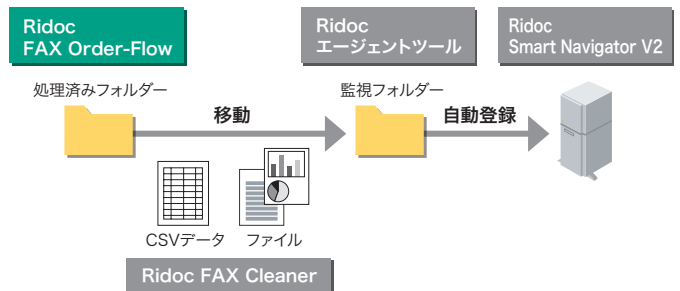 Ridoc
FAX Order-Flow
Ridoc
エージェントツール
Ridoc
Smart Navigator V2
処理済みフォルダー
移動
監視フォルダー
自動登録
CSVデータ
ファイル
Ridoc FAX Cleaner